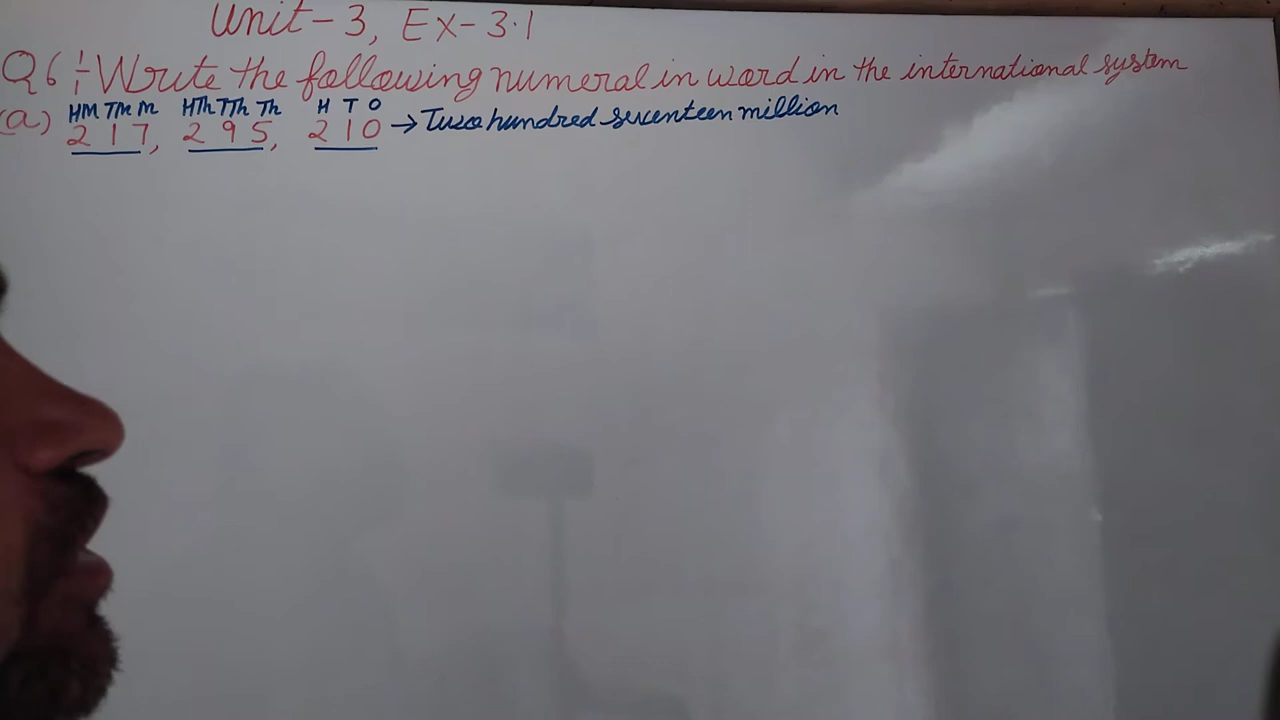 Unit-3, Ex-3.1
Q6:- Write the following numeral in word in the international system
HM TM M HTh TTh Th H T O
(a) 217, 295, 210 → Two hundred seventeen million